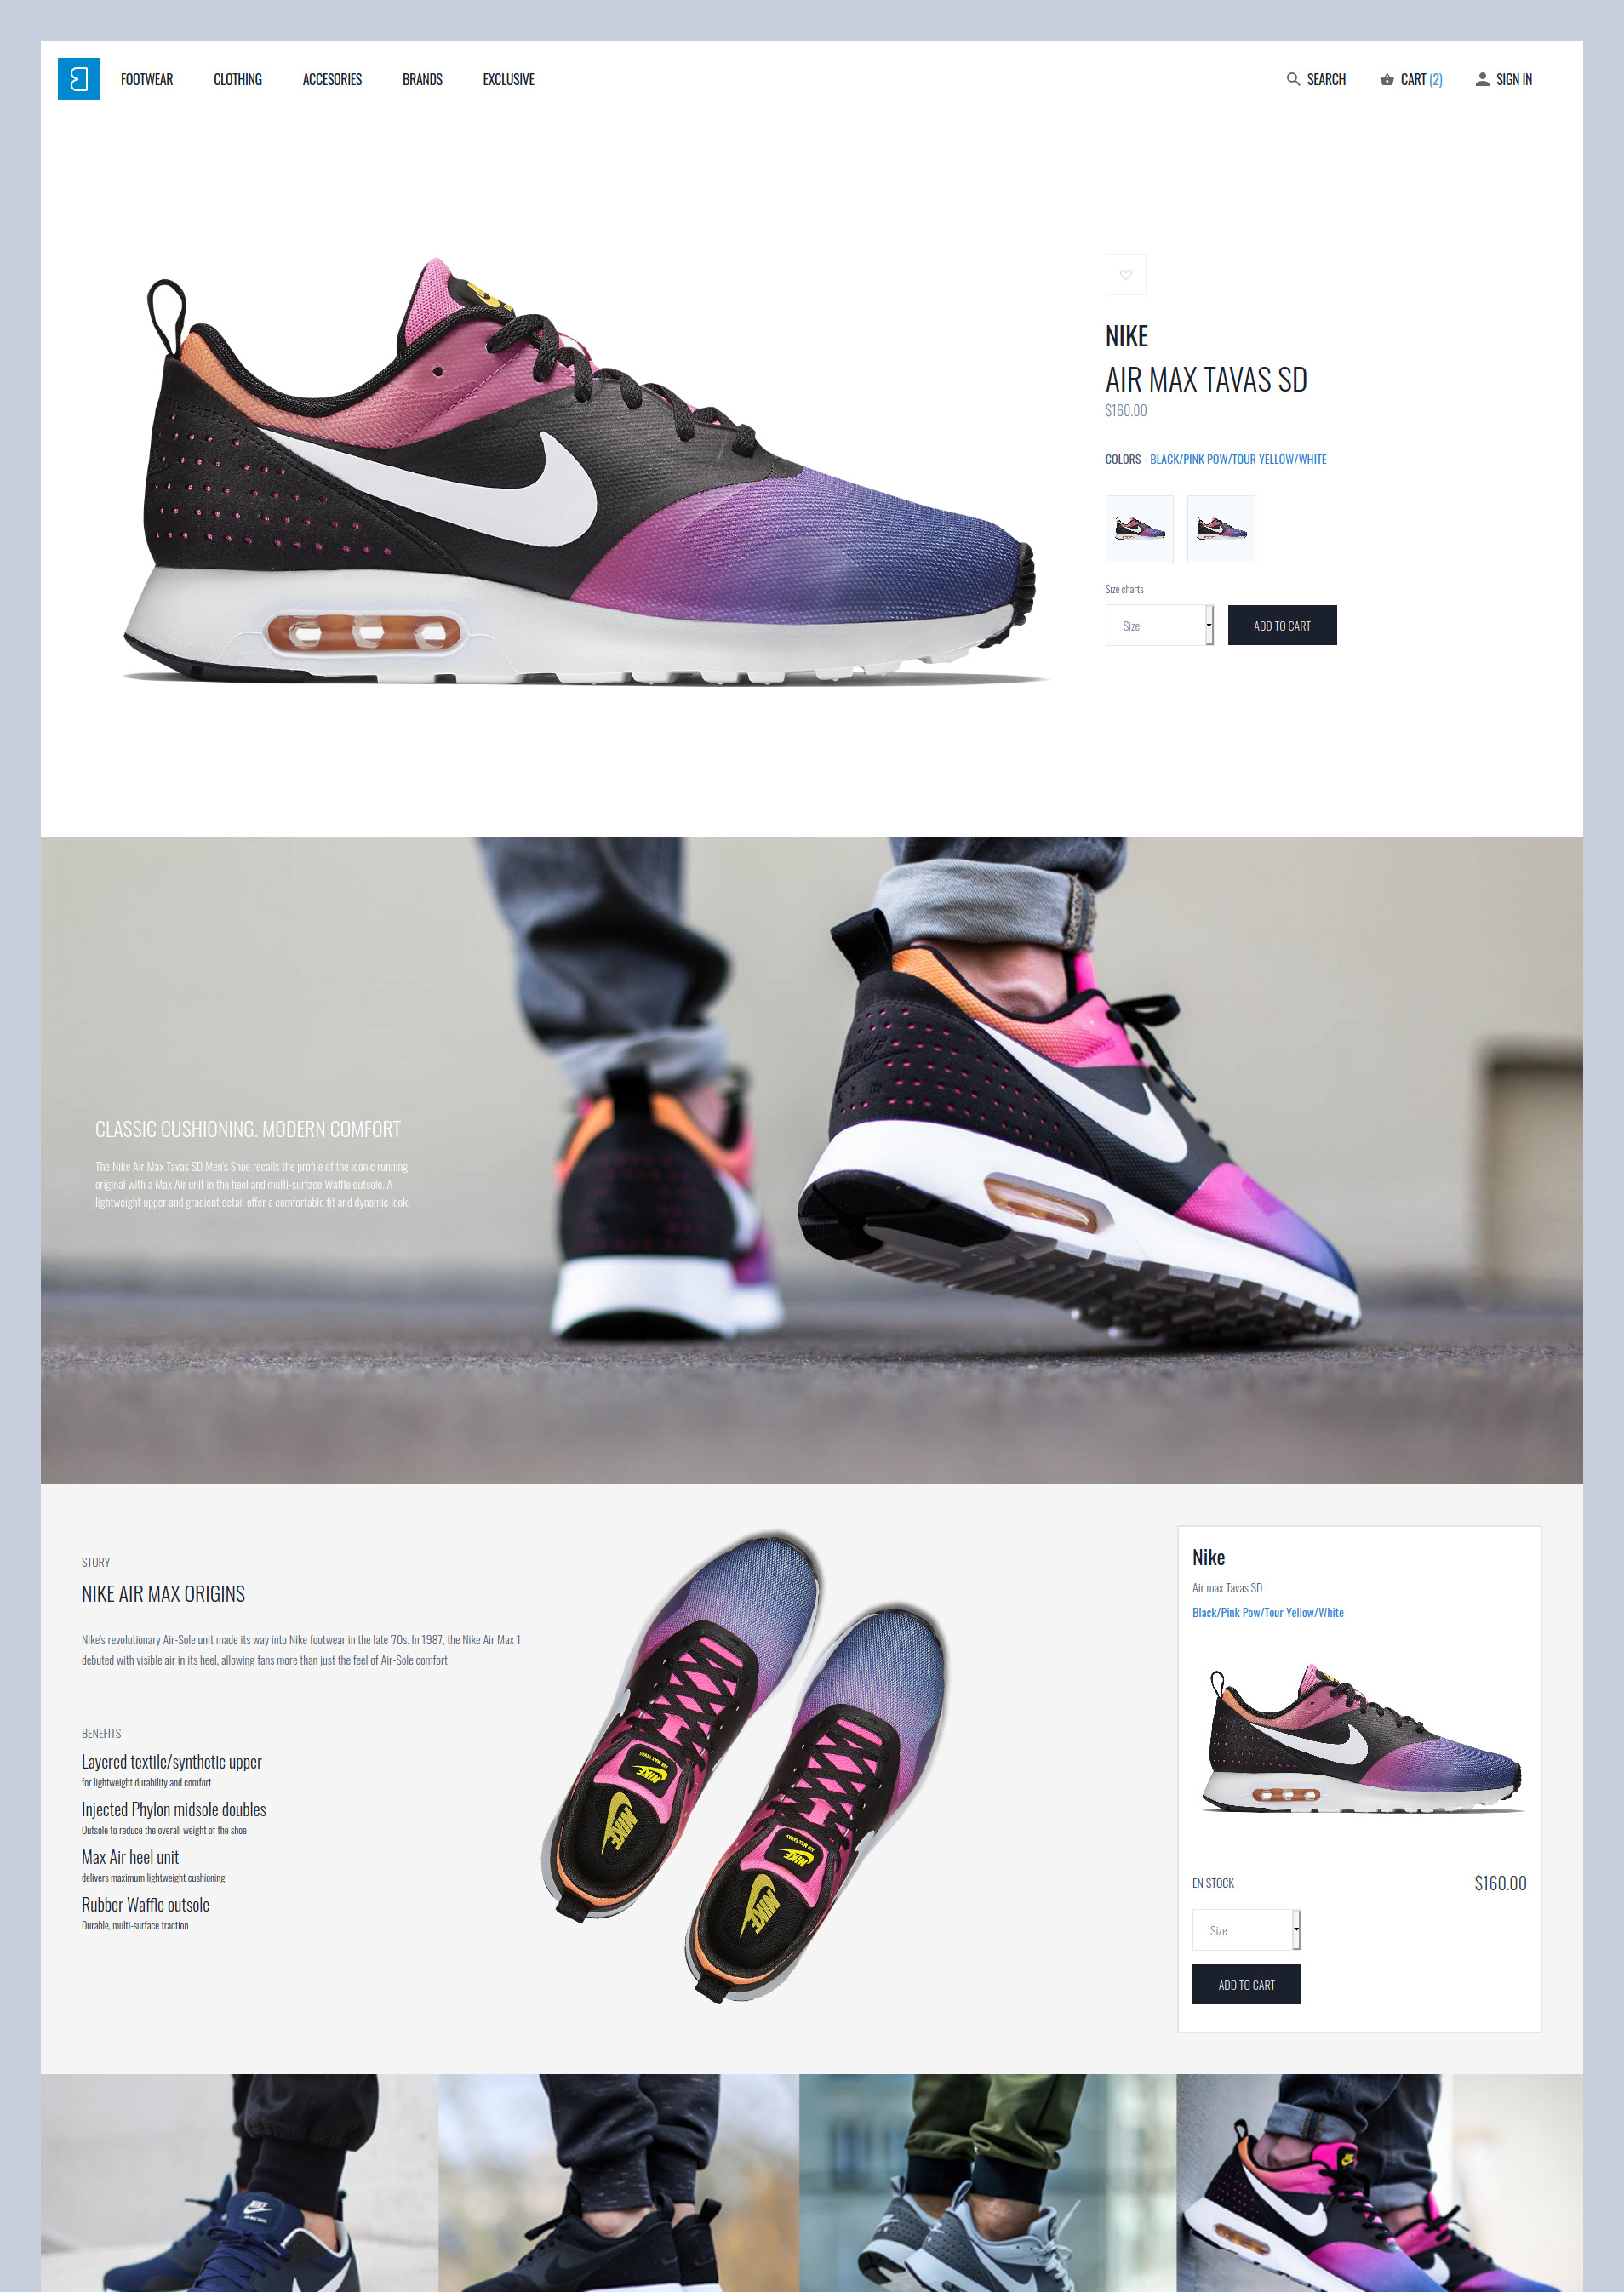 FOOTWEAR CLOTHING ACCESORIES BRANDS EXCLUSIVE SEARCH CART (2) SIGN IN
NIKE
AIR MAX TAVAS SD
$160.00
COLORS - BLACK/PINK POW/TOUR YELLOW/WHITE
Size charts
Size ADD TO CART
CLASSIC CUSHIONING. MODERN COMFORT
The Nike Air Max Tavas SD Men's Shoe recalls the profile of the iconic running
original with a Max Air unit in the heel and multi-surface Waffle outsole. A
lightweight upper and gradient detail offer a comfortable fit and dynamic look.
STORY
NIKE AIR MAX ORIGINS
Nike's revolutionary Air-Sole unit made its way into Nike footwear in the late '70s. In 1987, the Nike Air Max 1
debuted with visible air in its heel, allowing fans more than just the feel of Air-Sole comfort
BENEFITS
Layered textile/synthetic upper
for lightweight durability and comfort
Injected Phylon midsole doubles
Outsole to reduce the overall weight of the shoe
Max Air heel unit
delivers maximum lightweight cushioning
Rubber Waffle outsole
Durable, multi-surface traction
NIKE
NIKE
NIKE
NIKE
Nike
Air max Tavas SD
Black/Pink Pow/Tour Yellow/White
EN STOCK $160.00
Size
ADD TO CART
NIKE